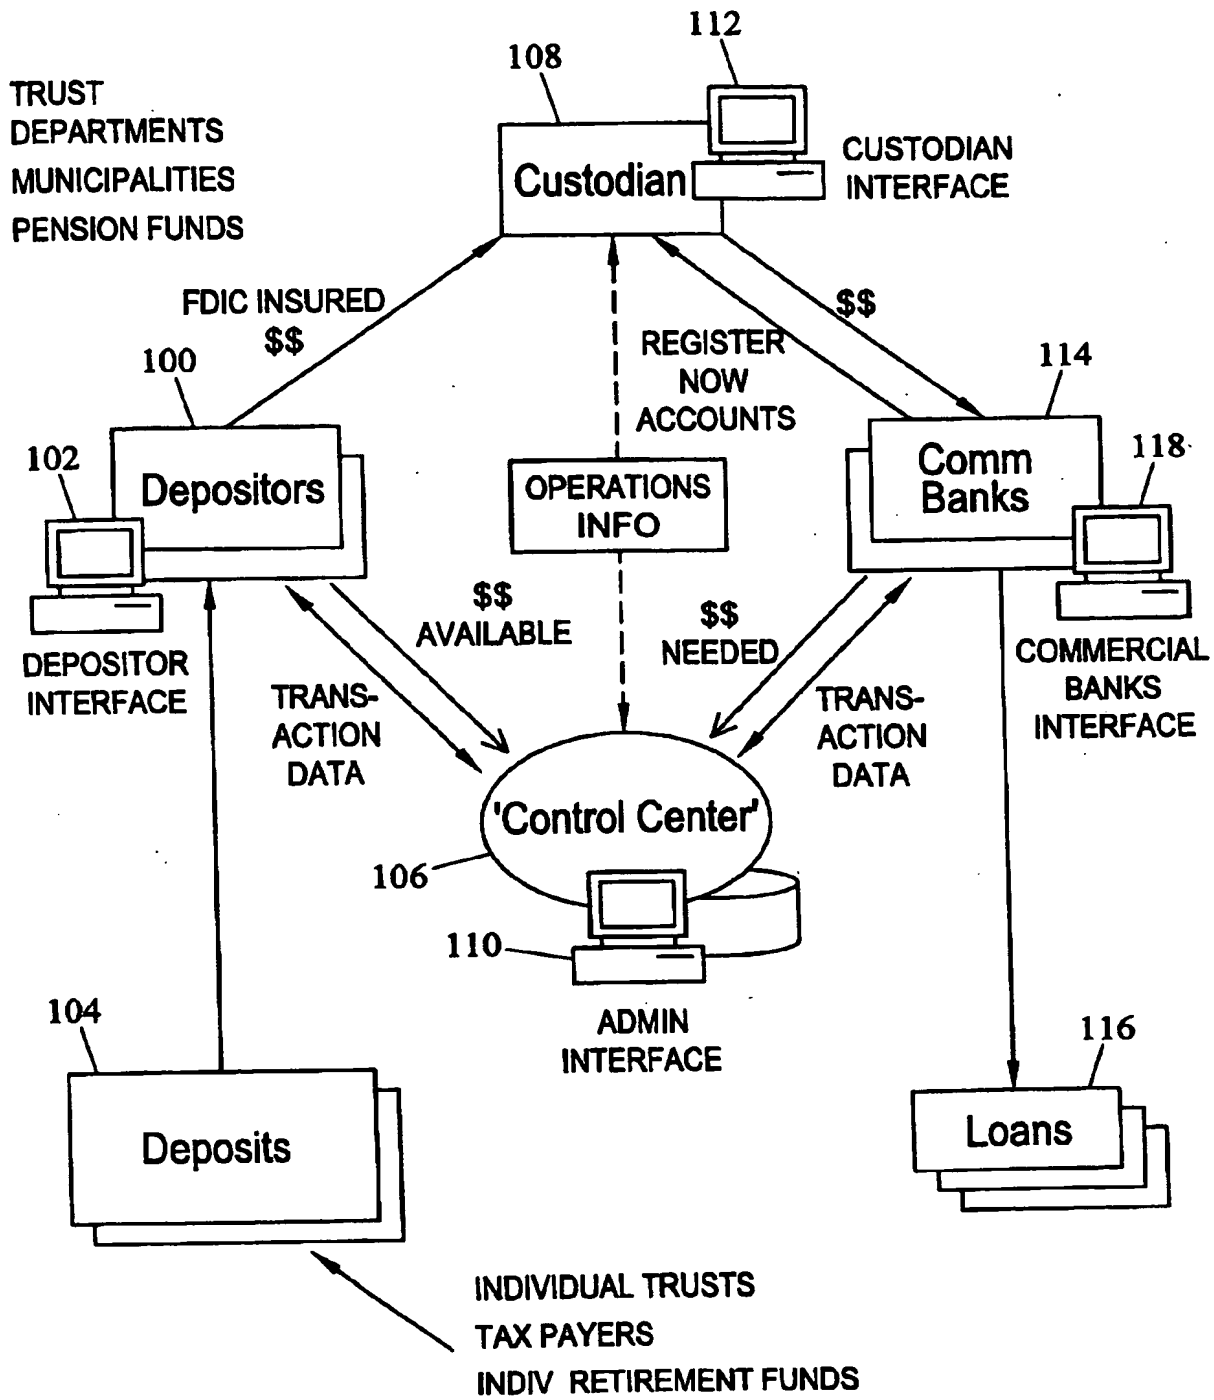 112
108
TRUST
DEPARTMENTS
MUNICIPALITIES
PENSION FUNDS
Custodian
CUSTODIAN
INTERFACE
FDIC INSURED
$$
$$
REGISTER
NOW
ACCOUNTS
100
114
102
Depositors
OPERATIONS
INFO
Comm
Banks
118
$$
AVAILABLE
$$
NEEDED
DEPOSITOR
INTERFACE
COMMERCIAL
BANKS
INTERFACE
TRANS-
ACTION
DATA
TRANS-
ACTION
DATA
'Control Center'
106
110
ADMIN
INTERFACE
104
116
Deposits
Loans
INDIVIDUAL TRUSTS
TAX PAYERS
INDIV RETIREMENT FUNDS